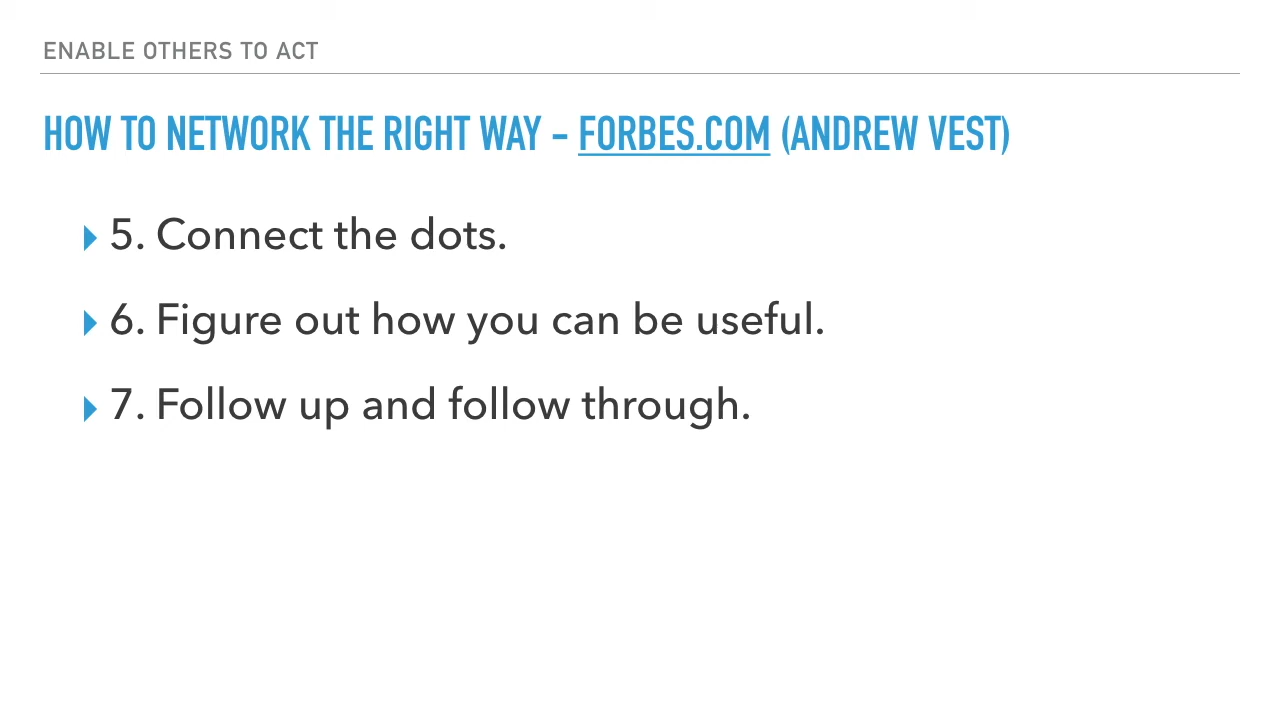 ENABLE OTHERS TO ACT
HOW TO NETWORK THE RIGHT WAY - FORBES.COM (ANDREW VEST)
5. Connect the dots.
6. Figure out how you can be useful.
7. Follow up and follow through.